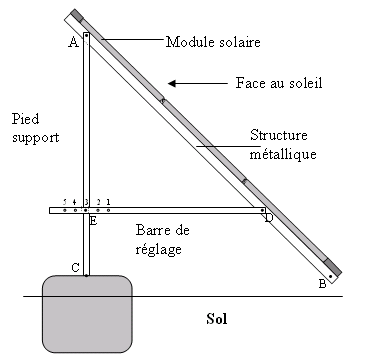 A
Module solaire
Face au soleil
Pied
support
Structure
métallique
5 4 3 2 1
E
D
Barre de
réglage
C
B
Sol